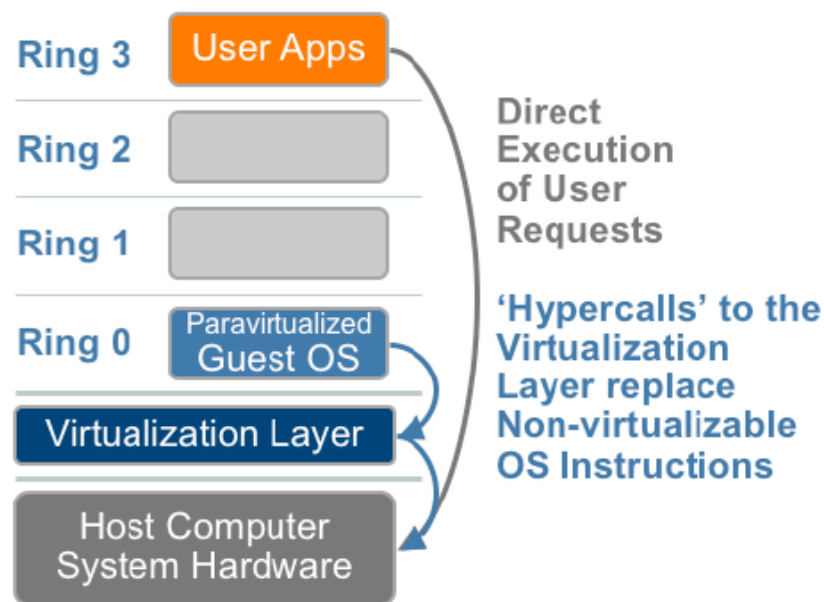 Ring 3
User Apps
Ring 2
Ring 1
Ring 0
Paravirtualized
Guest OS
Virtualization Layer
Host Computer
System Hardware
Direct
Execution
of User
Requests
‘Hypercalls’ to the
Virtualization
Layer replace
Non-virtualizable
OS Instructions